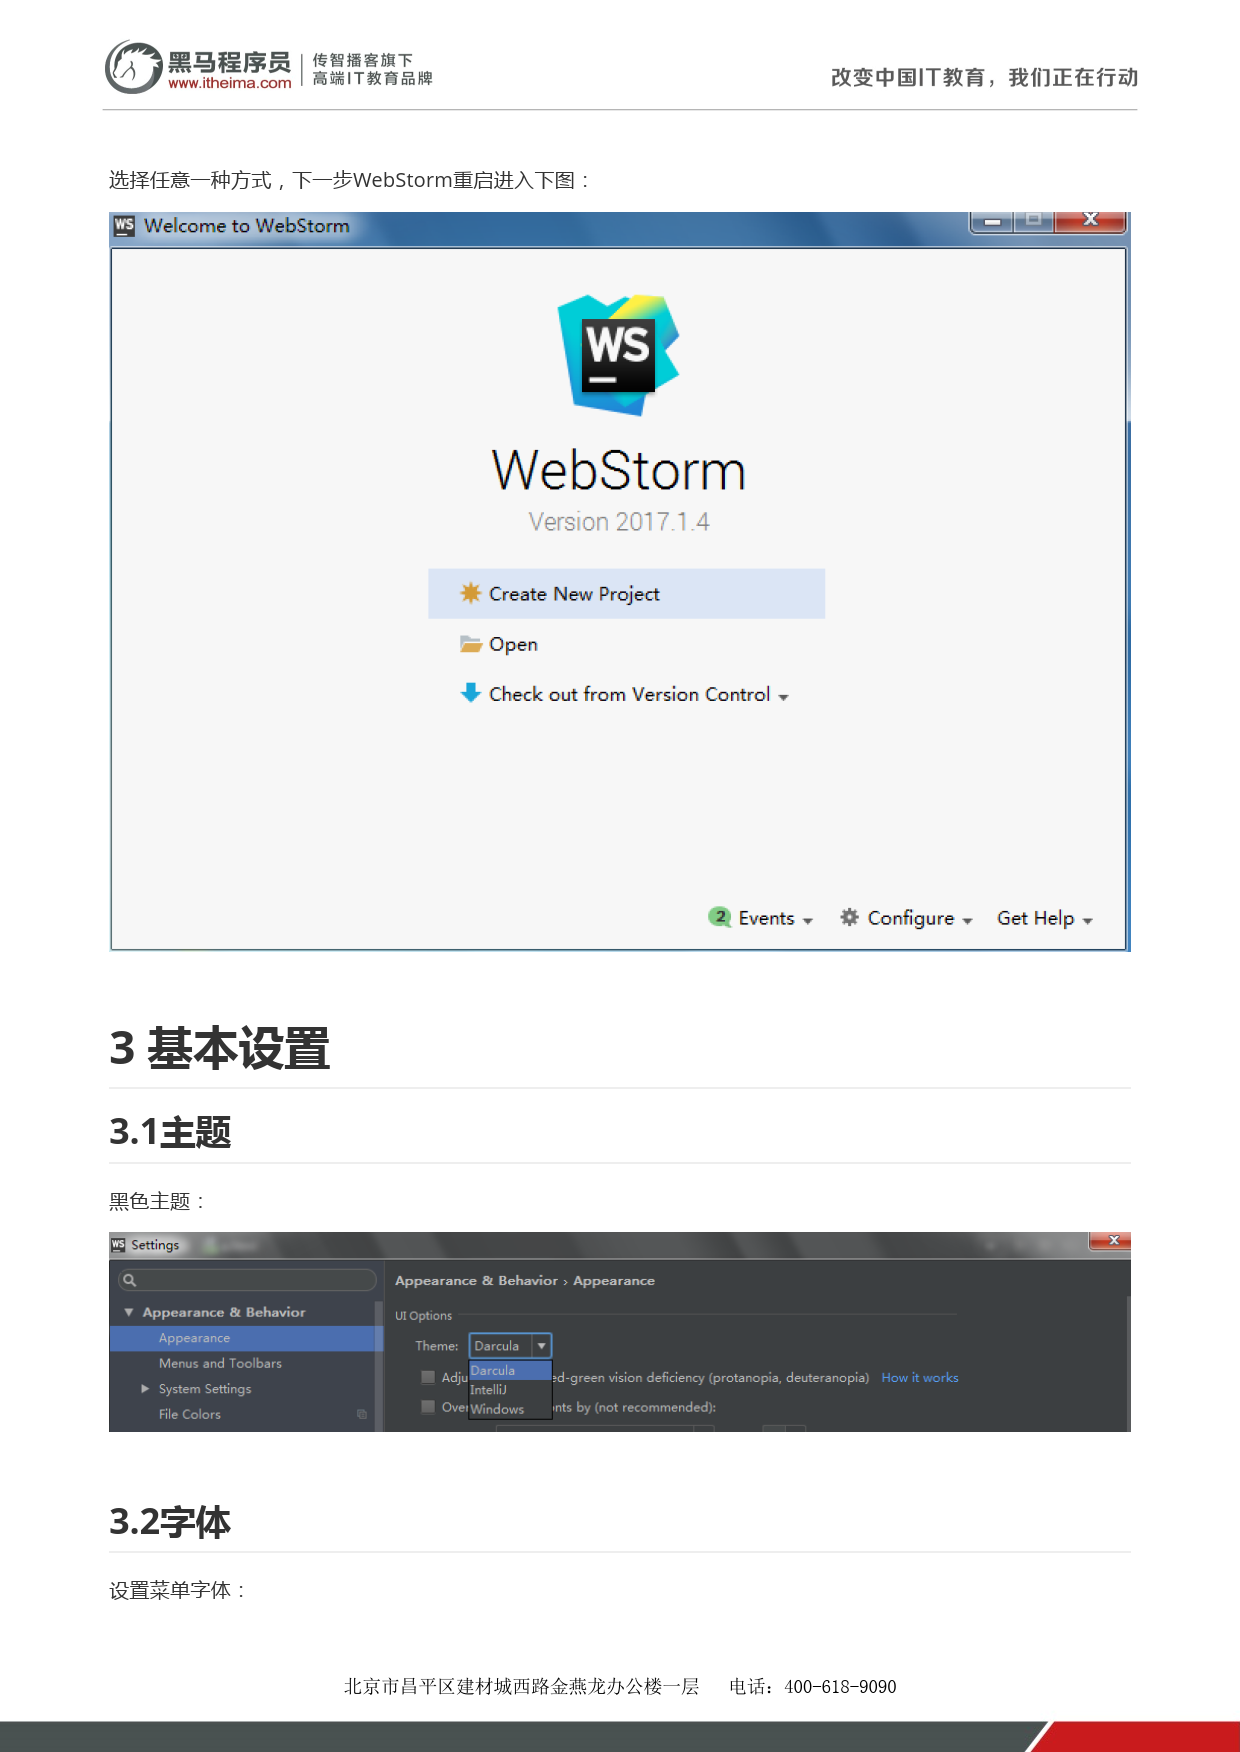 黑马程序员
www.itheima.com
传智播客旗下
高端IT教育品牌
改变中国IT教育，我们正在行动
选择任意一种方式，下一步WebStorm重启进入下图：
WS Welcome to WebStorm
WS
WebStorm
Version 2017.1.4
Create New Project
Open
Check out from Version Control
2 Events Configure Get Help
3 基本设置
3.1主题
黑色主题：
WS Settings
Appearance & Behavior › Appearance
Appearance & Behavior
UI Options
Appearance
Theme: Darcula
Menus and Toolbars
Darcula
Adju ed-green vision deficiency (protanopia, deuteranopia) How it works
System Settings
IntelliJ
File Colors
Over nts by (not recommended):
Windows
3.2字体
设置菜单字体：
北京市昌平区建材城西路金燕龙办公楼一层 电话：400-618-9090